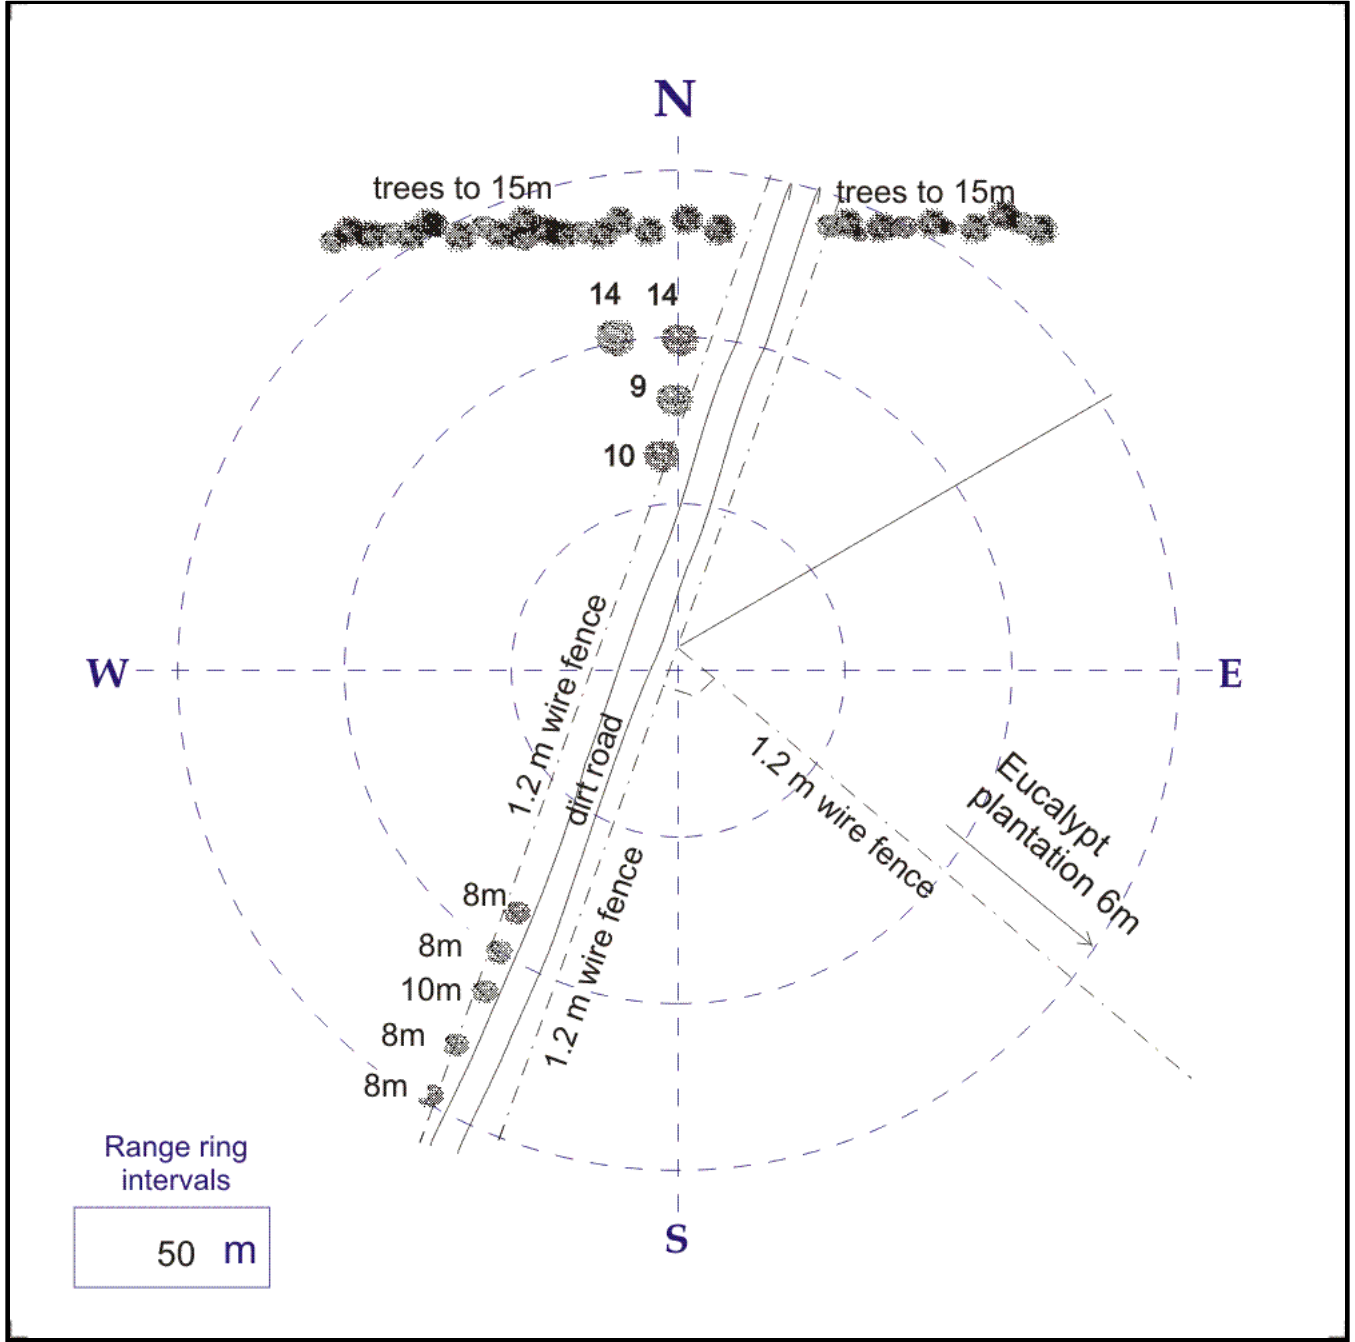 N
trees to 15m
trees to 15m
14
14
9
10
W
E
1.2 m wire fence
dirt road
1.2 m wire fence
1.2 m wire fence
Eucalypt
plantation 6m
8m
8m
10m
8m
8m
Range ring
intervals
50 m
S